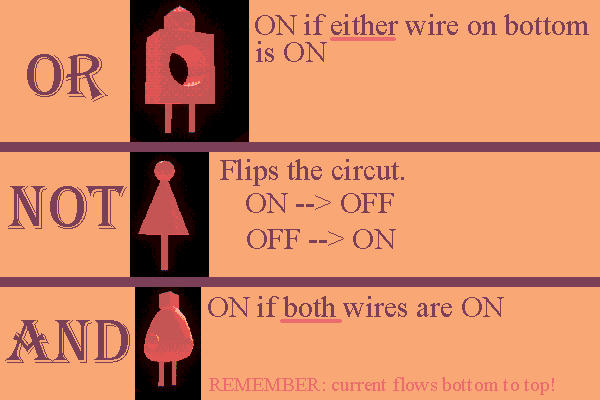 OR
ON if either wire on bottom
is ON
NOT
Flips the circut.
ON --> OFF
OFF --> ON
AND
ON if both wires are ON
REMEMBER: current flows bottom to top!